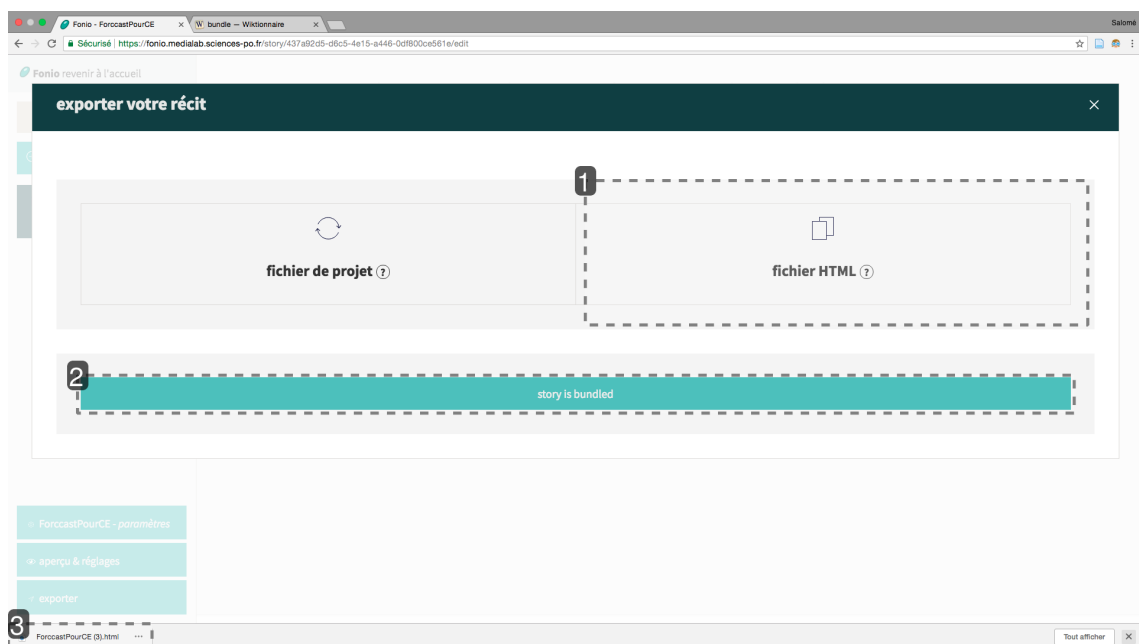 Fonio - ForccastPourCE × W bundle — Wiktionnaire × Salomé
Sécurisé | https://fonio.medialab.sciences-po.fr/story/437a92d5-d6c5-4e15-a446-0df800ce561e/edit
Fonio revenir à l'accueil
exporter votre récit ×
1
fichier de projet ? fichier HTML ?
2
story is bundled
ForccastPourCE - paramètres
aperçu & réglages
exporter
3
ForccastPourCE (3).html ... Tout afficher ×